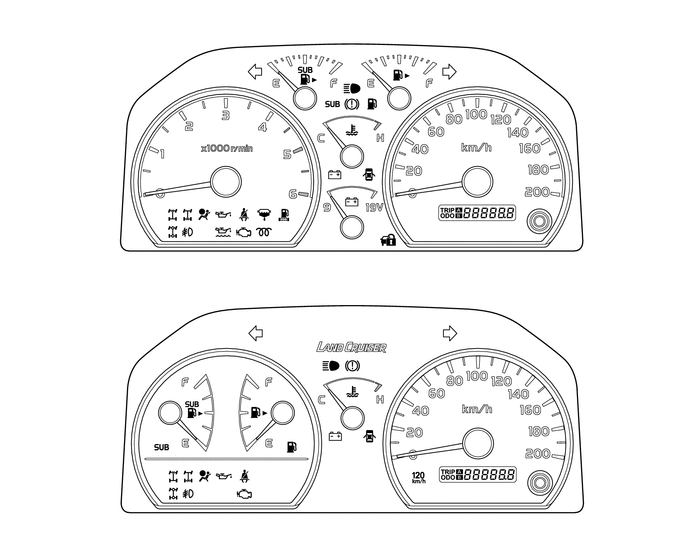 SUB
E F E F
SUB
3
2 4
x1000r/min
1 5
0 6
C H
9 19V
80 100 120
60 140
km/h
40 160
20 180
0 200
TRIP A
ODO B
888888.8
LAND CRUISER
F F
SUB
E E
SUB
C H
80 100 120
60 140
km/h
40 160
20 180
0 200
120
km/h
TRIP A
ODO B
888888.8